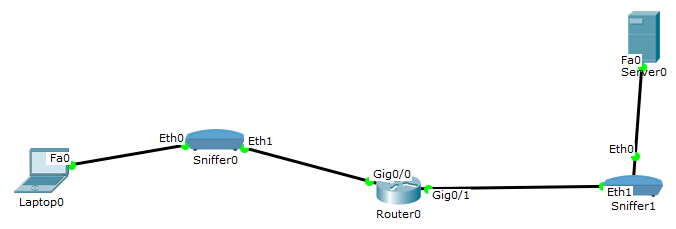 Fa0
Server0
Eth0
Eth1
Sniffer0
Fa0
Laptop0
Gig0/0
Gig0/1
Router0
Eth0
Eth1
Sniffer1